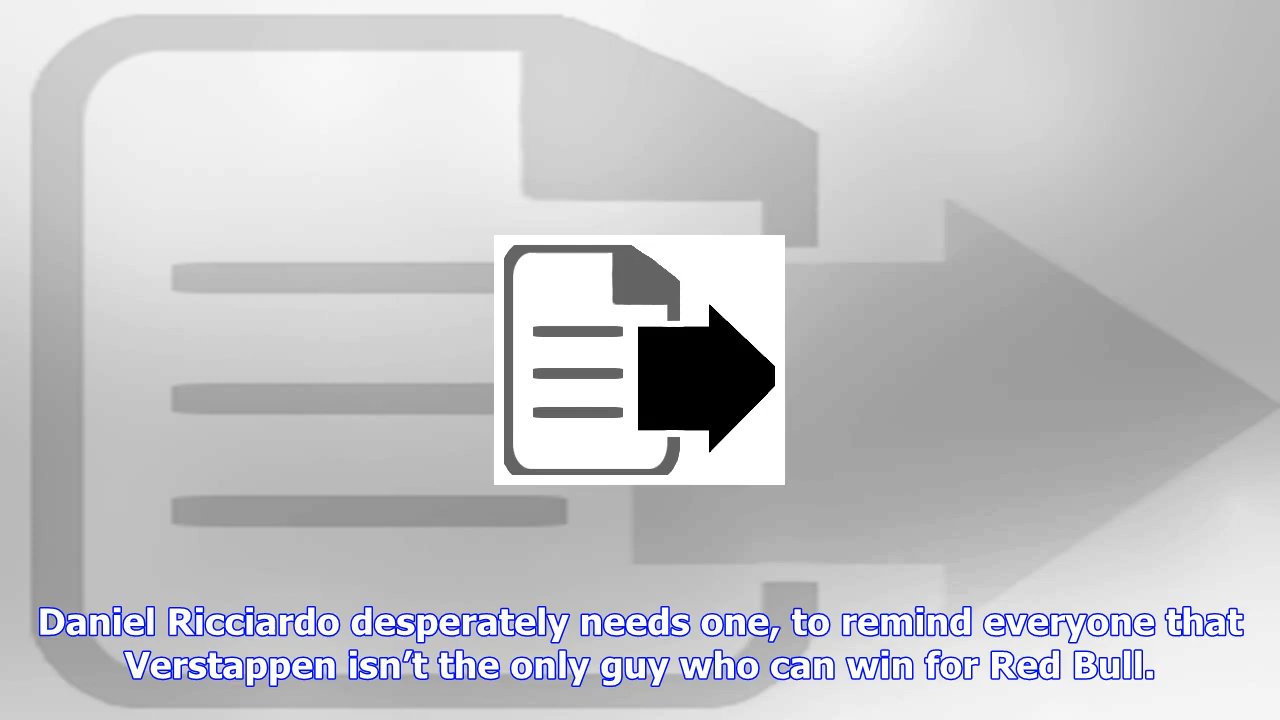 Daniel Ricciardo desperately needs one, to remind everyone that
Verstappen isn’t the only guy who can win for Red Bull.